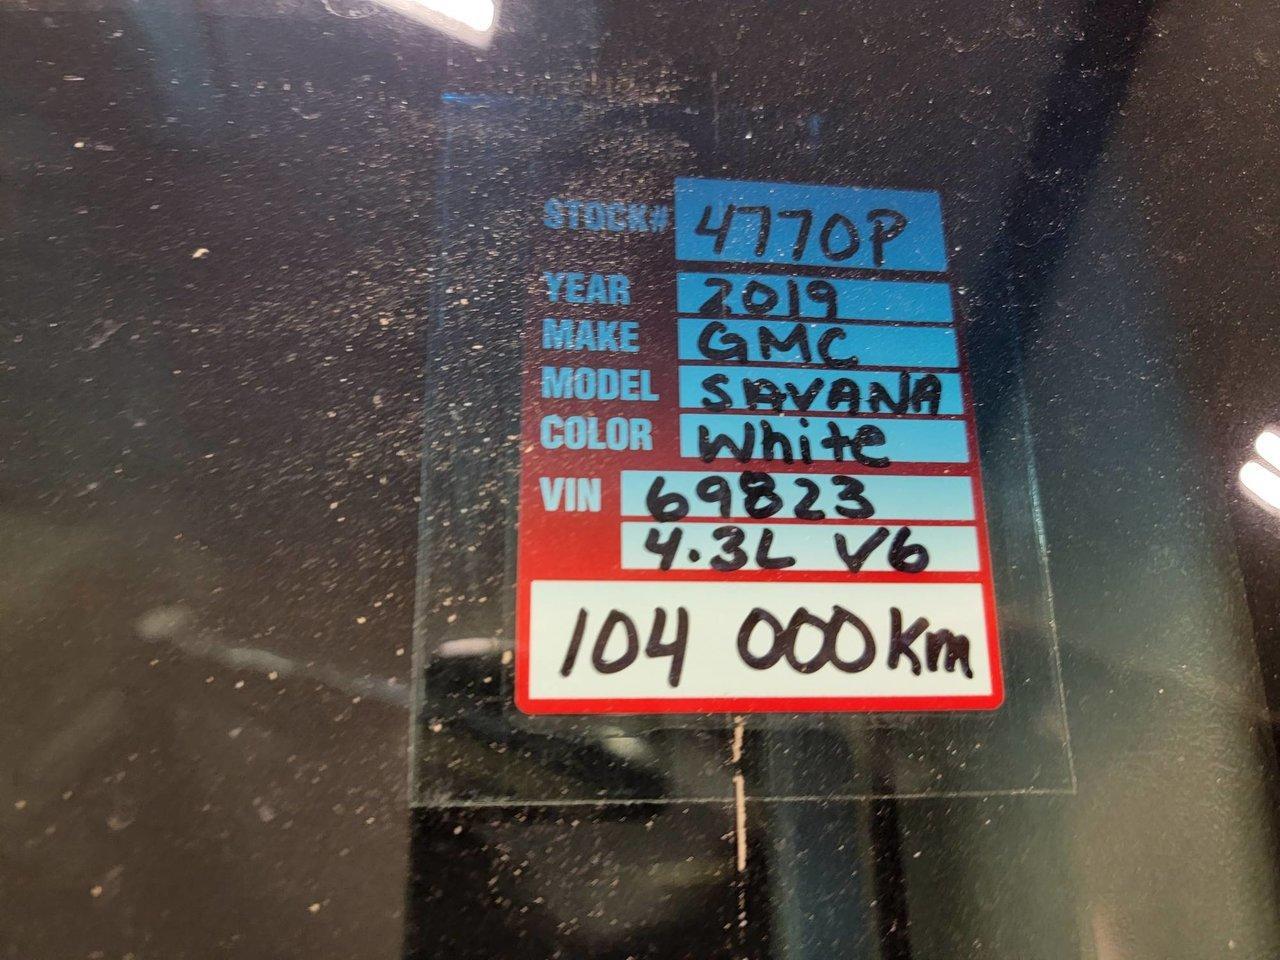 STOCK# 4770P
YEAR 2019
MAKE GMC
MODEL SAVANA
COLOR White
VIN 69823
4.3L V6
104 000 Km